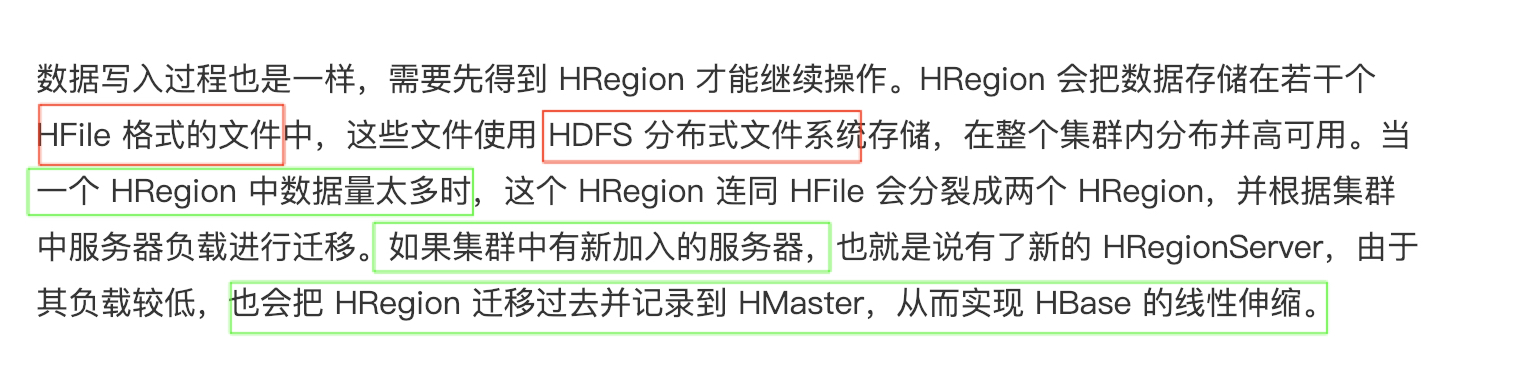 数据写入过程也是一样，需要先得到 HRegion 才能继续操作。HRegion 会把数据存储在若干个
HFile 格式的文件中，这些文件使用 HDFS 分布式文件系统存储，在整个集群内分布并高可用。当
一个 HRegion 中数据量太多时，这个 HRegion 连同 HFile 会分裂成两个 HRegion，并根据集群
中服务器负载进行迁移。如果集群中有新加入的服务器，也就是说有了新的 HRegionServer，由于
其负载较低，也会把 HRegion 迁移过去并记录到 HMaster，从而实现 HBase 的线性伸缩。